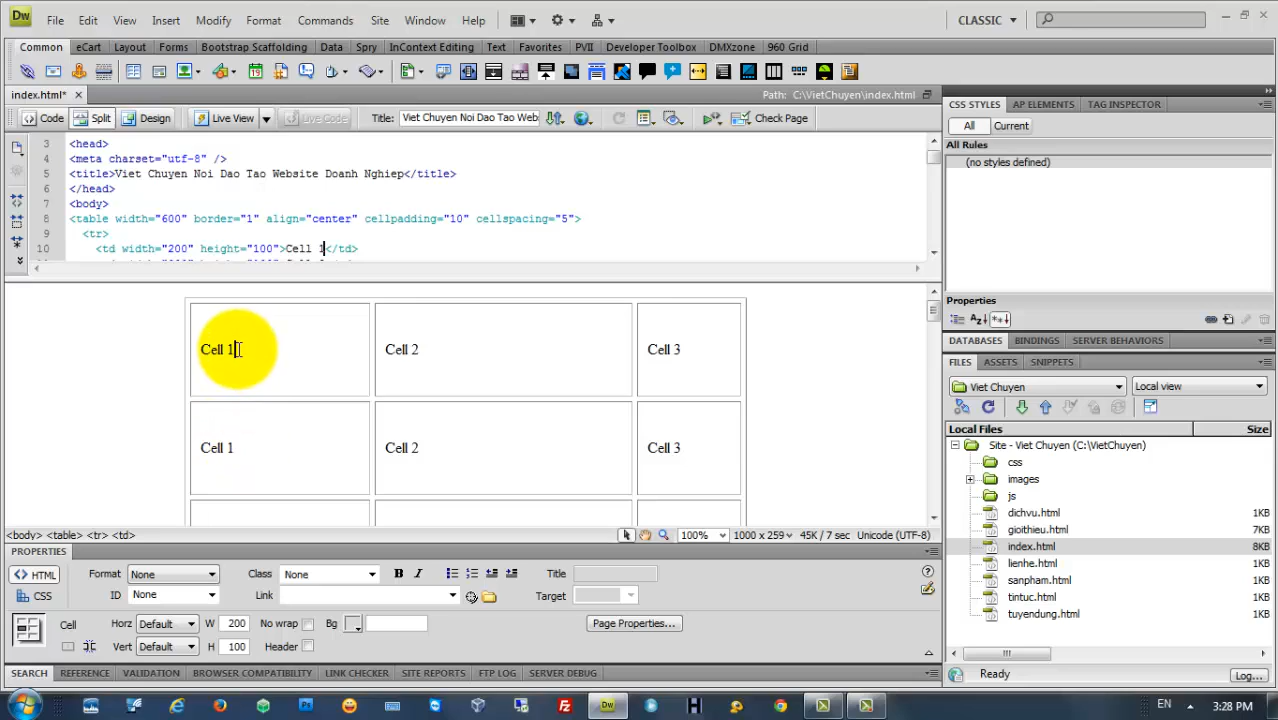 Dw File Edit View Insert Modify Format Commands Site Window Help CLASSIC
Common eCart Layout Forms Bootstrap Scaffolding Data Spry InContext Editing Text Favorites PVII Developer Toolbox DMXzone 960 Grid
index.html* Path: C:\VietChuyen\index.html
Code Split Design Live View Live Code Title: Viet Chuyen Noi Dao Tao Web Check Page
3 <head>
4 <meta charset="utf-8" />
5 <title>Viet Chuyen Noi Dao Tao Website Doanh Nghiep</title>
6 </head>
7 <body>
8 <table width="600" border="1" align="center" cellpadding="10" cellspacing="5">
9 <tr>
10 <td width="200" height="100">Cell 1</td>
Cell 1 Cell 2 Cell 3
Cell 1 Cell 2 Cell 3
<body> <table> <tr> <td> 100% 1000 x 259 45K / 7 sec Unicode (UTF-8)
PROPERTIES
<> HTML Format None Class None B I Title
CSS ID None Link Target
Cell Horz Default W 200 No wrap Bg Page Properties...
Vert Default H 100 Header
SEARCH REFERENCE VALIDATION BROWSER COMPATIBILITY LINK CHECKER SITE REPORTS FTP LOG SERVER DEBUG
CSS STYLES AP ELEMENTS TAG INSPECTOR
All Current
All Rules
(no styles defined)
Properties
DATABASES BINDINGS SERVER BEHAVIORS
FILES ASSETS SNIPPETS
Viet Chuyen Local view
Local Files Size
Site - Viet Chuyen (C:\VietChuyen)
css
images
js
dichvu.html 1KB
gioithieu.html 7KB
index.html 8KB
lienhe.html 1KB
sanpham.html 1KB
tintuc.html 1KB
tuyendung.html 1KB
Ready Log...
EN 3:28 PM